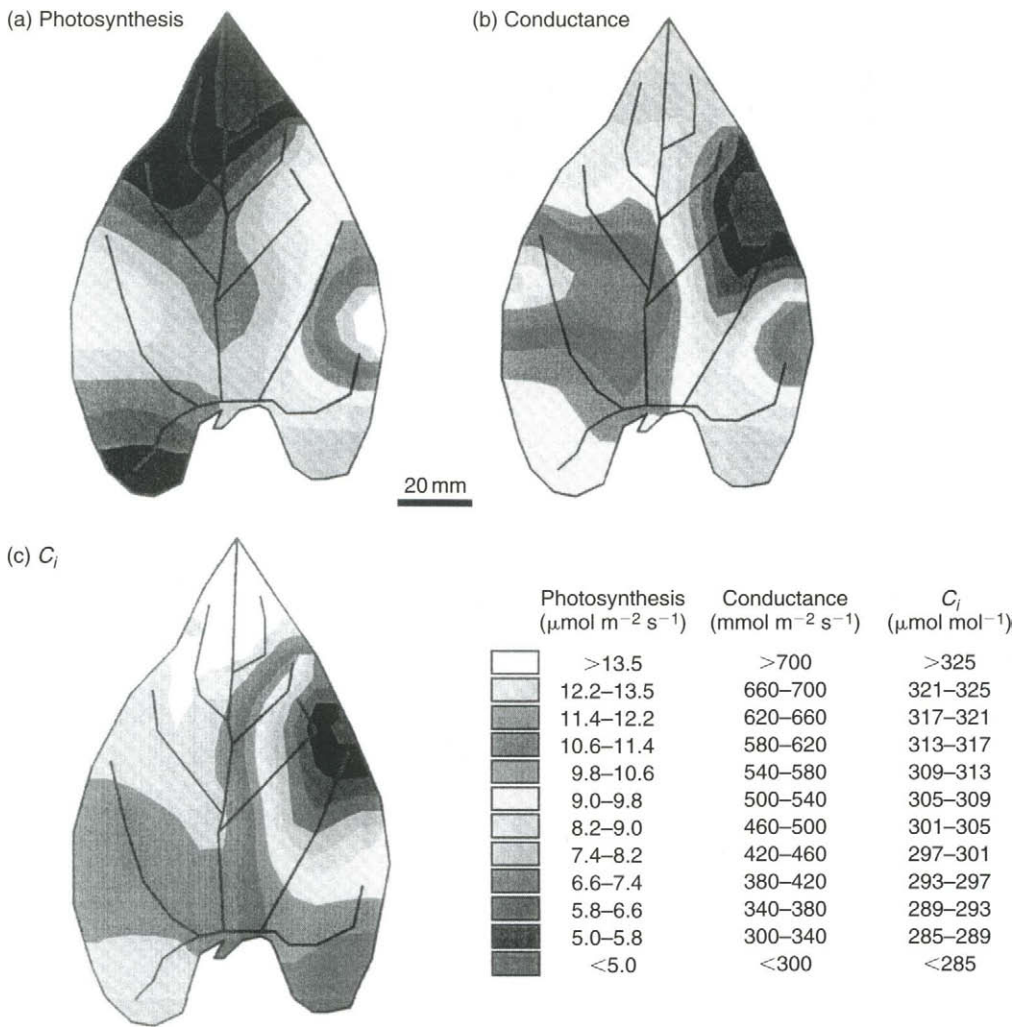 (a) Photosynthesis
(b) Conductance
20 mm
(c) Ci
Photosynthesis Conductance Ci
(μmol m−2 s−1) (mmol m−2 s−1) (μmol mol−1)
>13.5 >700 >325
12.2–13.5 660–700 321–325
11.4–12.2 620–660 317–321
10.6–11.4 580–620 313–317
9.8–10.6 540–580 309–313
9.0–9.8 500–540 305–309
8.2–9.0 460–500 301–305
7.4–8.2 420–460 297–301
6.6–7.4 380–420 293–297
5.8–6.6 340–380 289–293
5.0–5.8 300–340 285–289
<5.0 <300 <285